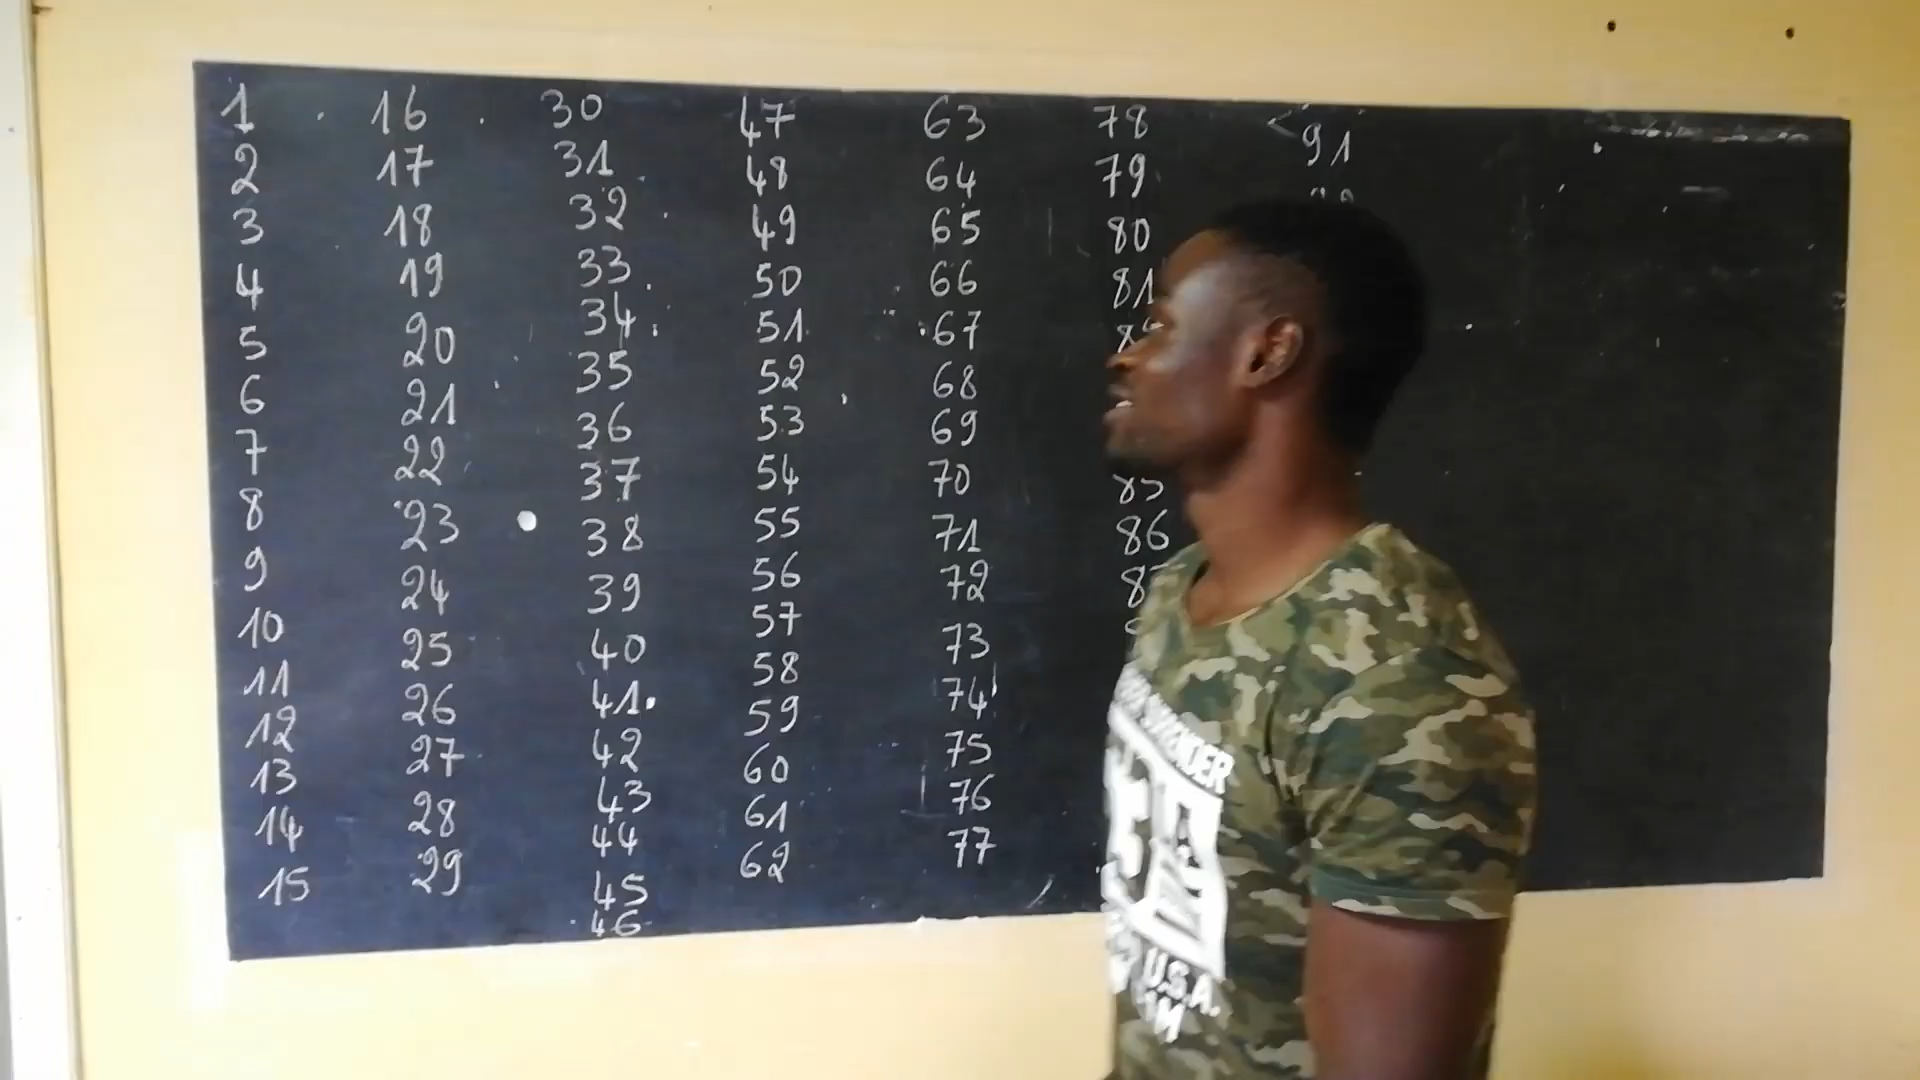 1 16 30 47 63 78 91
2 17 31 48 64 79
3 18 32 49 65 80
4 19 33 50 66 81
5 20 34 51 67
6 21 35 52 68
7 22 36 53 69
8 23 37 54 70
9 24 38 55 71 86
10 25 39 56 72
11 26 40 57 73
12 27 41 58 74
13 28 42 59 75
14 29 43 60 76
15 44 61 77
45 62
46
U.S.A.